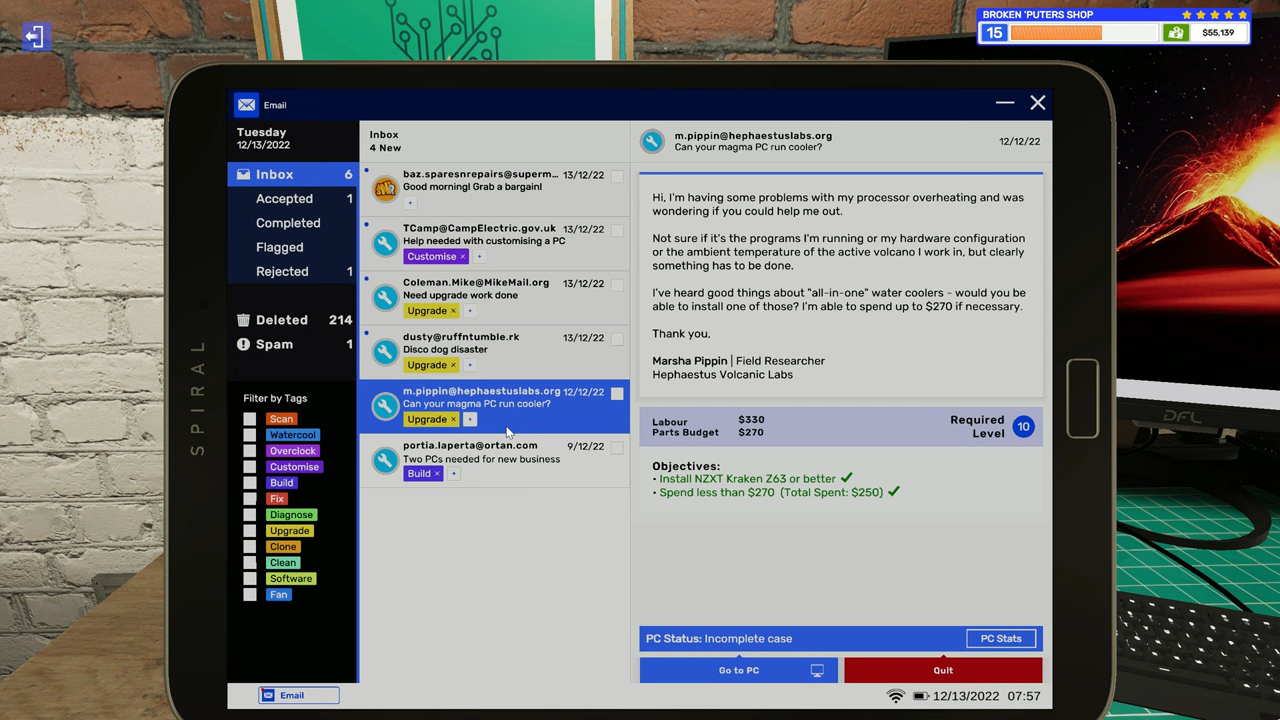 BROKEN 'PUTERS SHOP
15
$55,139
Email
Tuesday
12/13/2022
Inbox 6
Accepted 1
Completed
Flagged
Rejected 1
Deleted 214
Spam 1
Filter by Tags
Scan
Watercool
Overclock
Customise
Build
Fix
Diagnose
Upgrade
Clone
Clean
Software
Fan
Inbox
4 New
baz.sparesnrepairs@superm... 13/12/22
Good morning! Grab a bargain!
+
TCamp@CampElectric.gov.uk 13/12/22
Help needed with customising a PC
Customise × +
Coleman.Mike@MikeMail.org 13/12/22
Need upgrade work done
Upgrade × +
dusty@ruffntumble.rk 13/12/22
Disco dog disaster
Upgrade × +
m.pippin@hephaestuslabs.org 12/12/22
Can your magma PC run cooler?
Upgrade × +
portia.laperta@ortan.com 9/12/22
Two PCs needed for new business
Build × +
m.pippin@hephaestuslabs.org 12/12/22
Can your magma PC run cooler?
Hi, I'm having some problems with my processor overheating and was
wondering if you could help me out.
Not sure if it's the programs I'm running or my hardware configuration
or the ambient temperature of the active volcano I work in, but clearly
something has to be done.
I've heard good things about "all-in-one" water coolers - would you be
able to install one of those? I'm able to spend up to $270 if necessary.
Thank you,
Marsha Pippin | Field Researcher
Hephaestus Volcanic Labs
Labour $330
Parts Budget $270
Required
Level 10
Objectives:
• Install NZXT Kraken Z63 or better ✓
• Spend less than $270 (Total Spent: $250) ✓
PC Status: Incomplete case
PC Stats
Go to PC
Quit
Email
12/13/2022 07:57
SPIRAL
DFL